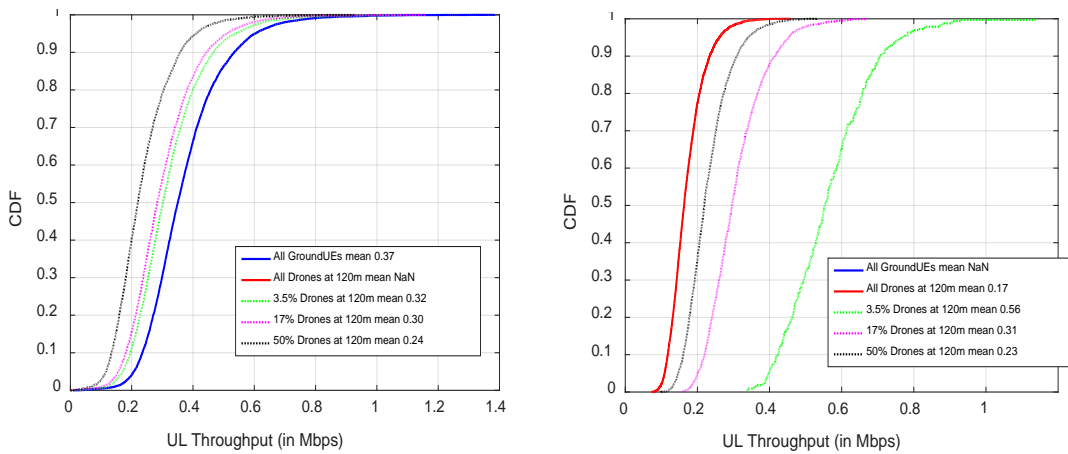 1
0.9
0.8
0.7
0.6
0.5
0.4
0.3
0.2
0.1
0
CDF
0 0.2 0.4 0.6 0.8 1 1.2 1.4
UL Throughput (in Mbps)
All GroundUEs mean 0.37
All Drones at 120m mean NaN
3.5% Drones at 120m mean 0.32
17% Drones at 120m mean 0.30
50% Drones at 120m mean 0.24
1
0.9
0.8
0.7
0.6
0.5
0.4
0.3
0.2
0.1
0
CDF
0 0.2 0.4 0.6 0.8 1
UL Throughput (in Mbps)
All GroundUEs mean NaN
All Drones at 120m mean 0.17
3.5% Drones at 120m mean 0.56
17% Drones at 120m mean 0.31
50% Drones at 120m mean 0.23